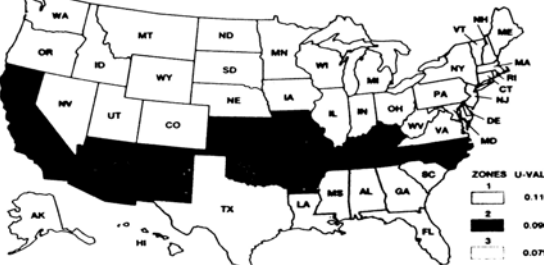 WA
NH
VT
ME
MT
ND
MN
OR
ID
SD
WI
NY
MA
WY
MI
RI
CT
NE
IA
PA
NJ
NV
UT
CO
IL
IN
OH
WV
VA
DE
MD
SC
ZONES
MS
AL
GA
1
TX
LA
0.11
AK
2
HI
FL
3